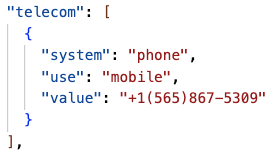 "telecom": [
{
"system": "phone",
"use": "mobile",
"value": "+1(565)867-5309"
}
],